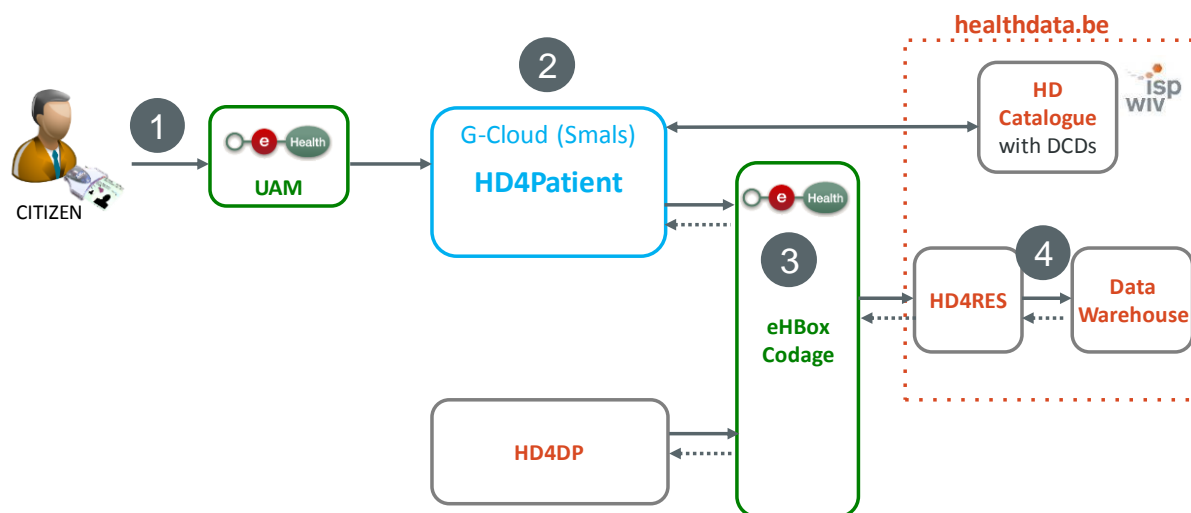 healthdata.be
1
2
3
4
CITIZEN
e
Health
UAM
G-Cloud (Smals)
HD4Patient
HD
Catalogue
with DCDs
isp
wiv
e
Health
eHBox
Codage
HD4RES
Data
Warehouse
HD4DP